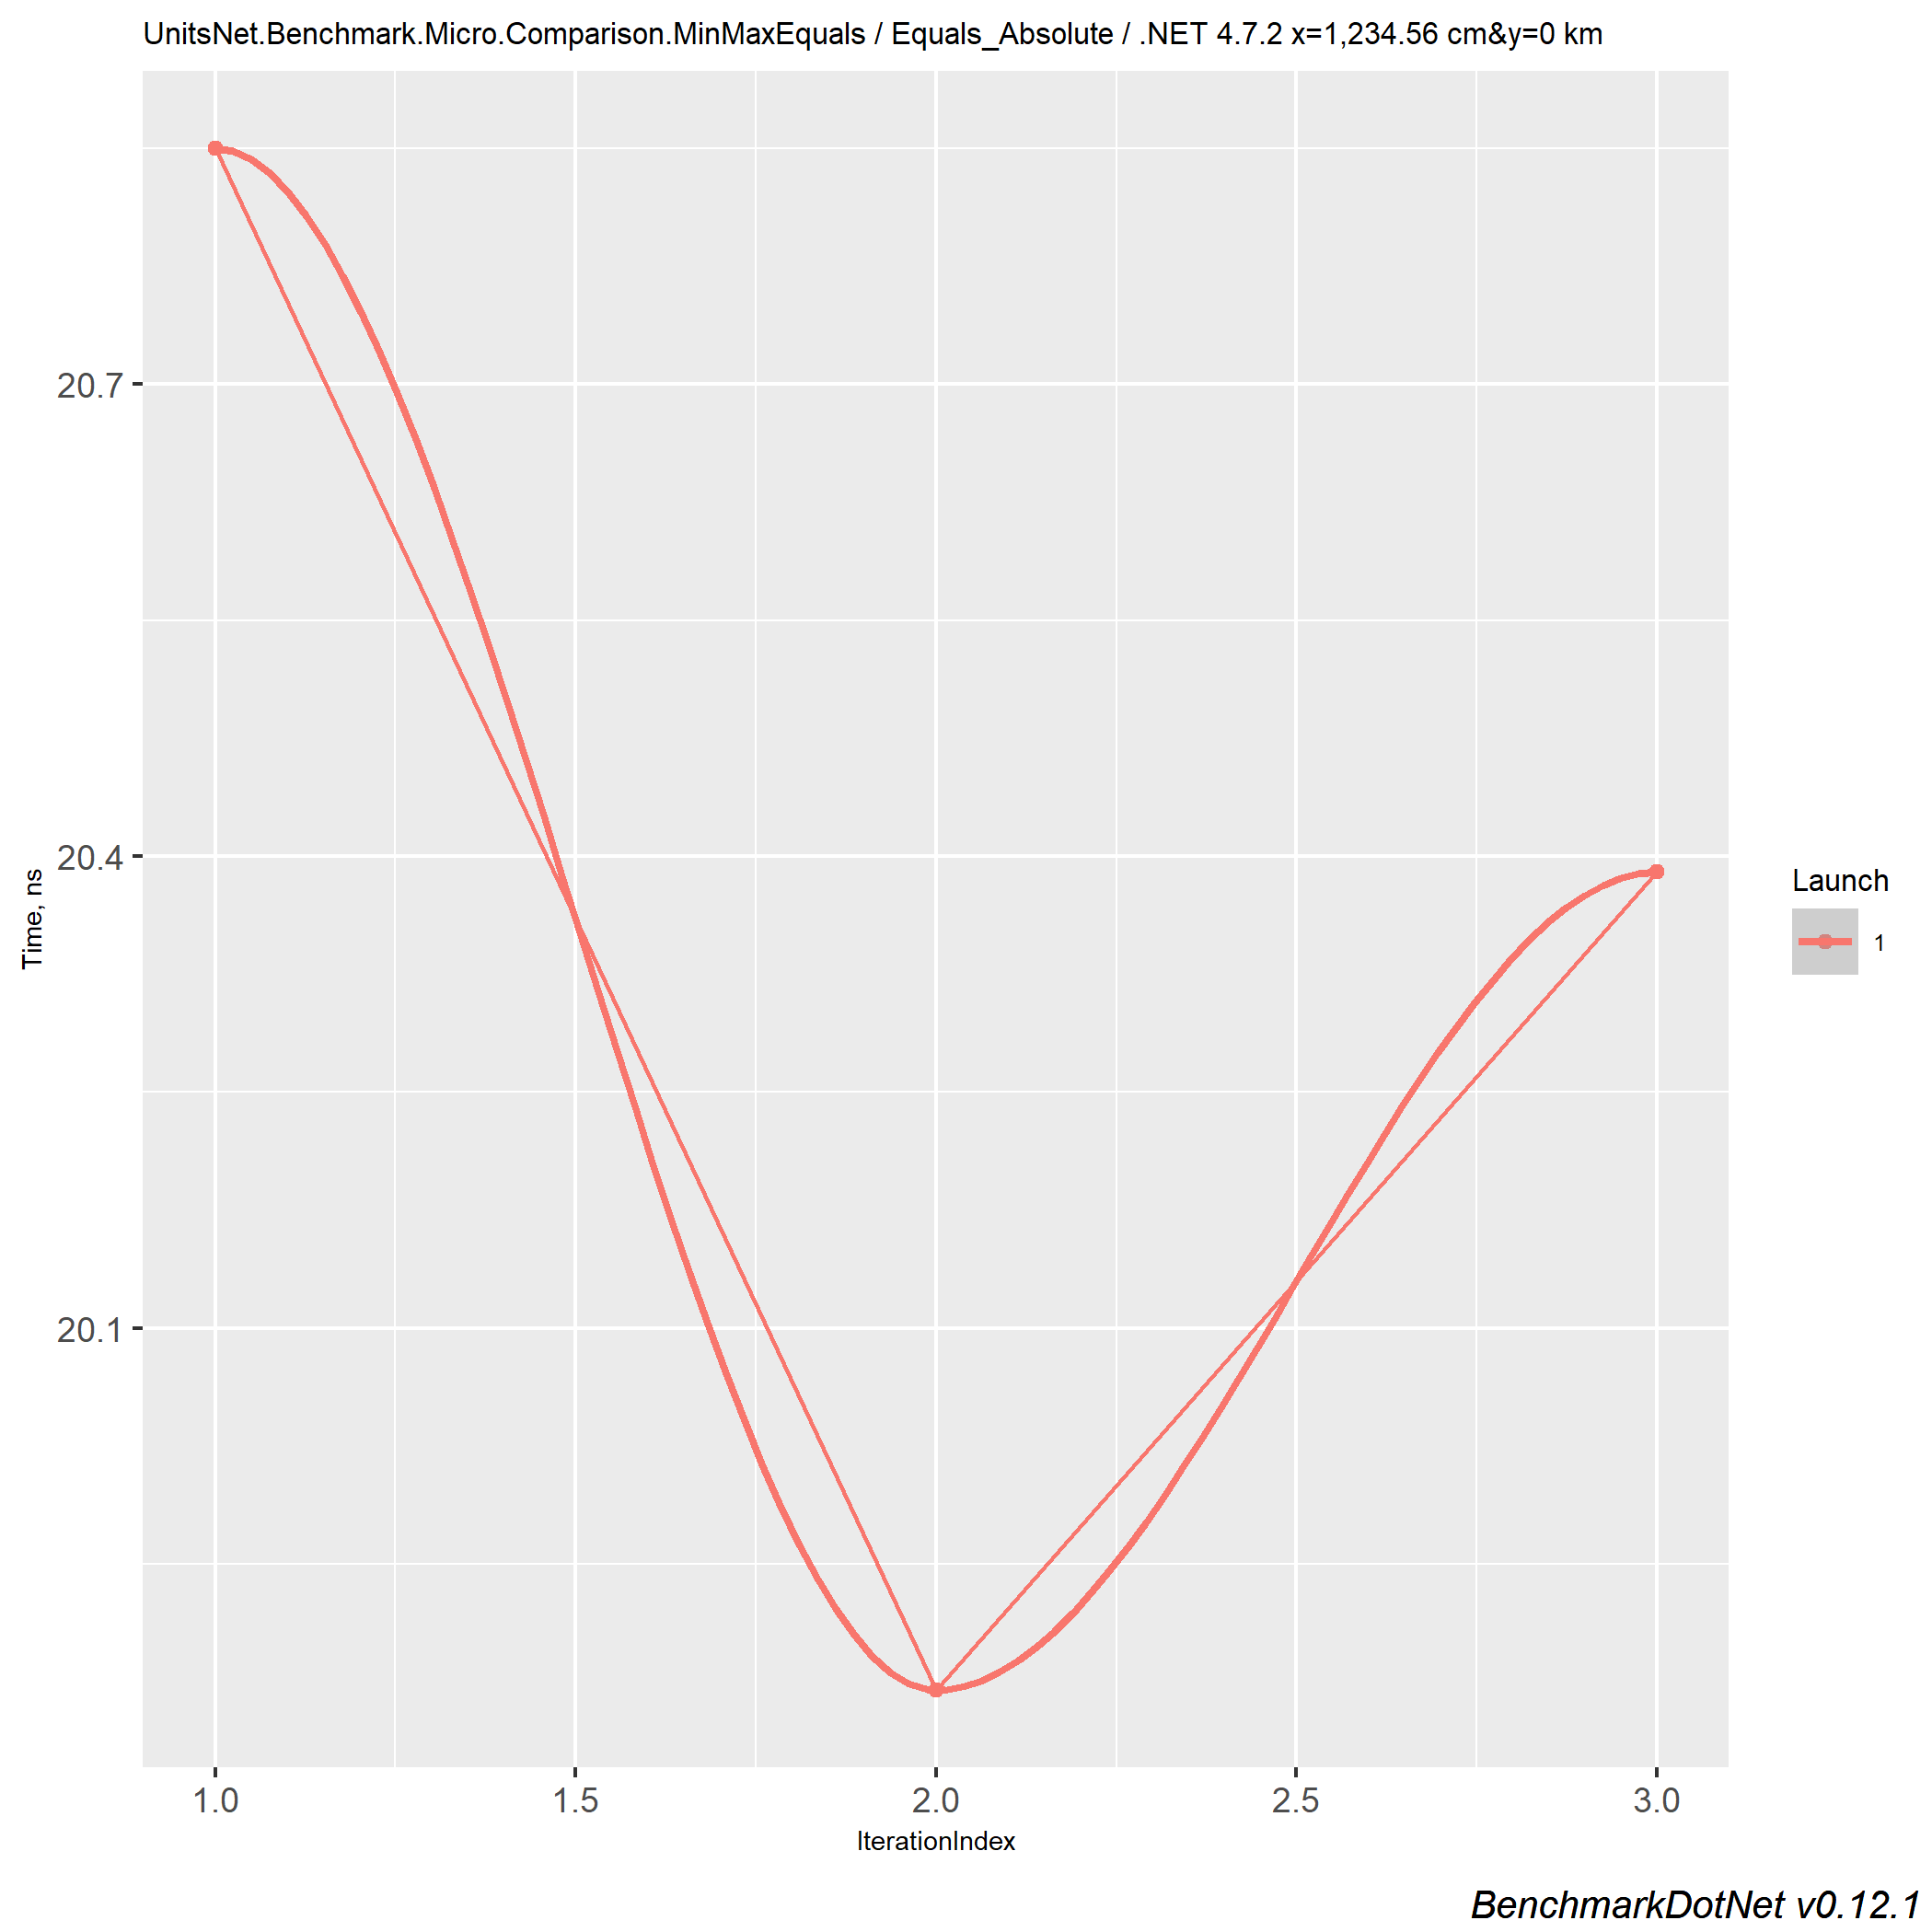 UnitsNet.Benchmark.Micro.Comparison.MinMaxEquals / Equals_Absolute / .NET 4.7.2 x=1,234.56 cm&y=0 km
20.7
20.4
20.1
Time, ns
1.0 1.5 2.0 2.5 3.0
IterationIndex
Launch
1
BenchmarkDotNet v0.12.1